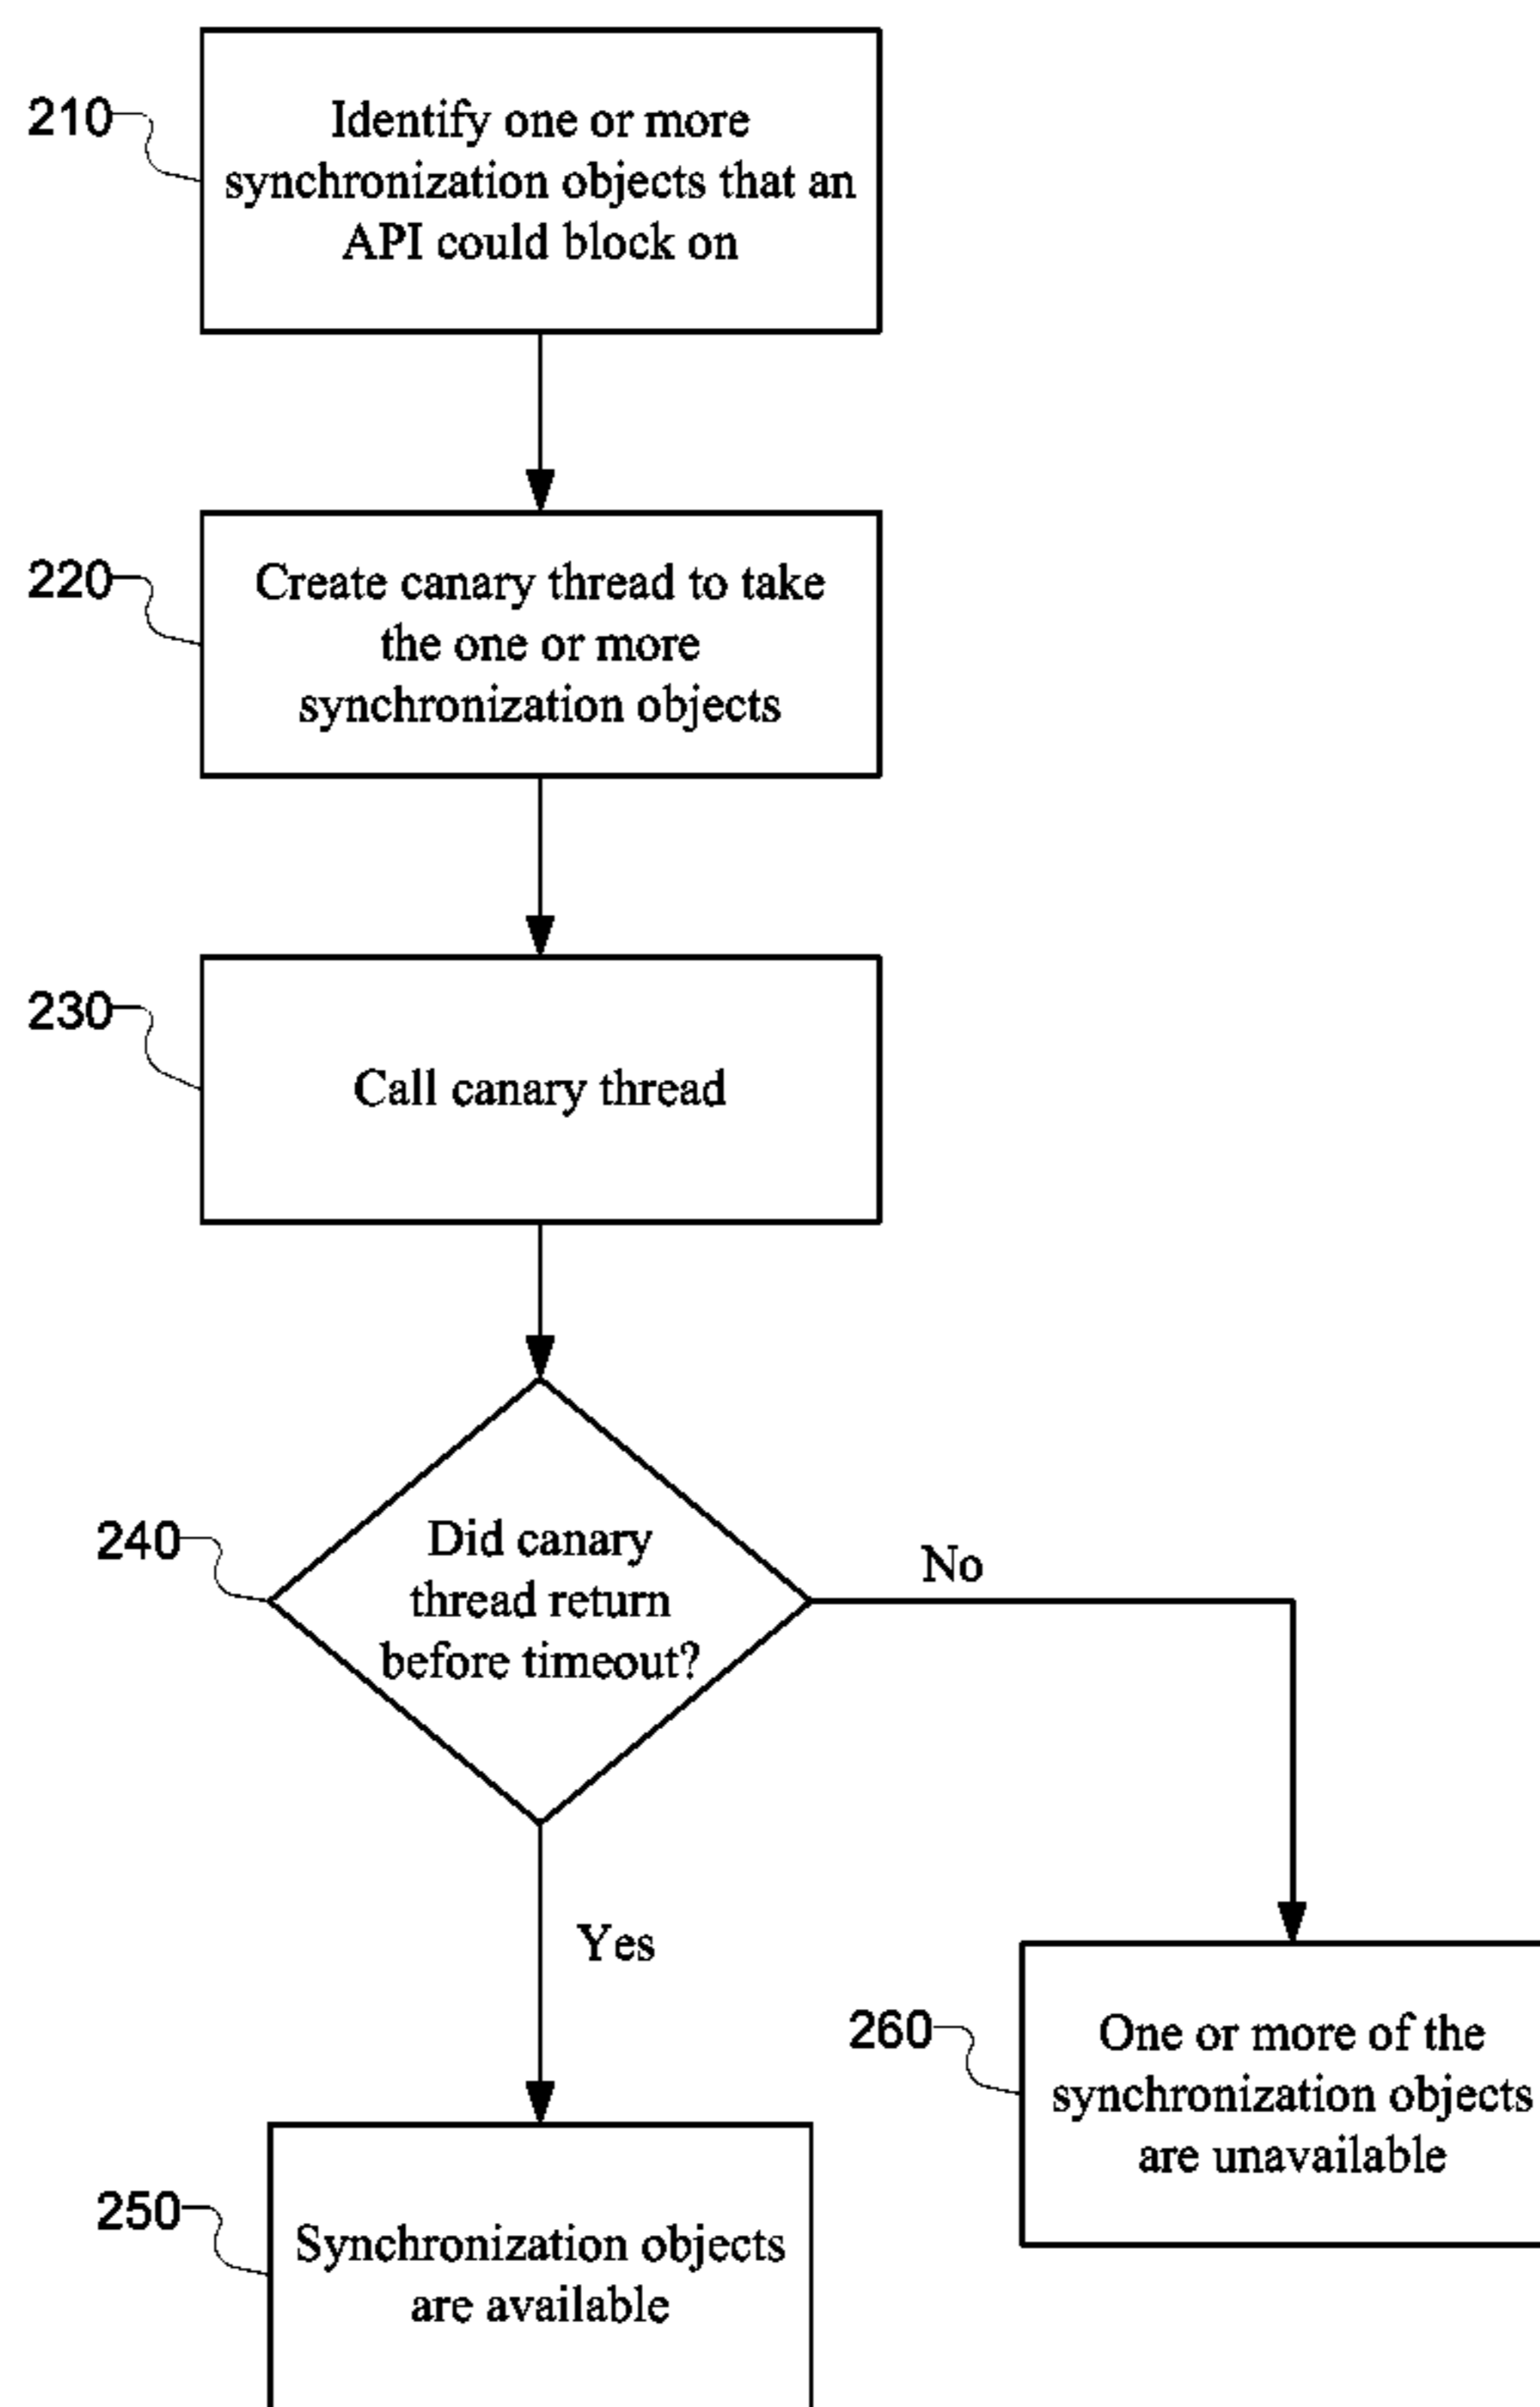 210
Identify one or more
synchronization objects that an
API could block on
220
Create canary thread to take
the one or more
synchronization objects
230
Call canary thread
240
Did canary
thread return
before timeout?
No
Yes
260
One or more of the
synchronization objects
are unavailable
250
Synchronization objects
are available